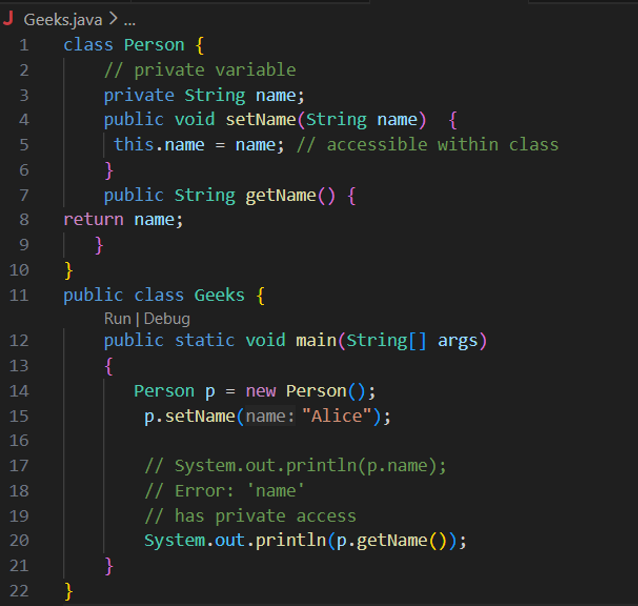 J Geeks.java > ...
1 class Person {
2 // private variable
3 private String name;
4 public void setName(String name)  {
5 this.name = name; // accessible within class
6 }
7 public String getName() {
8 return name;
9 }
10 }
11 public class Geeks {
Run | Debug
12 public static void main(String[] args)
13 {
14 Person p = new Person();
15 p.setName(name: "Alice");
16
17 // System.out.println(p.name);
18 // Error: 'name'
19 // has private access
20 System.out.println(p.getName());
21 }
22 }